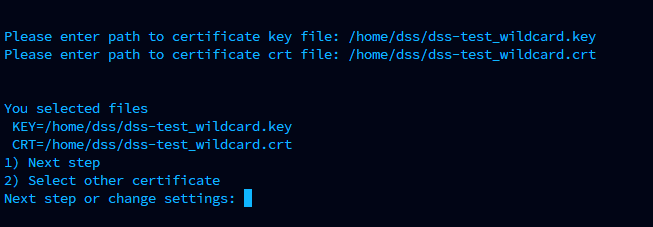 Please enter path to certificate key file: /home/dss/dss-test_wildcard.key
Please enter path to certificate crt file: /home/dss/dss-test_wildcard.crt
You selected files
KEY=/home/dss/dss-test_wildcard.key
CRT=/home/dss/dss-test_wildcard.crt
1) Next step
2) Select other certificate
Next step or change settings: